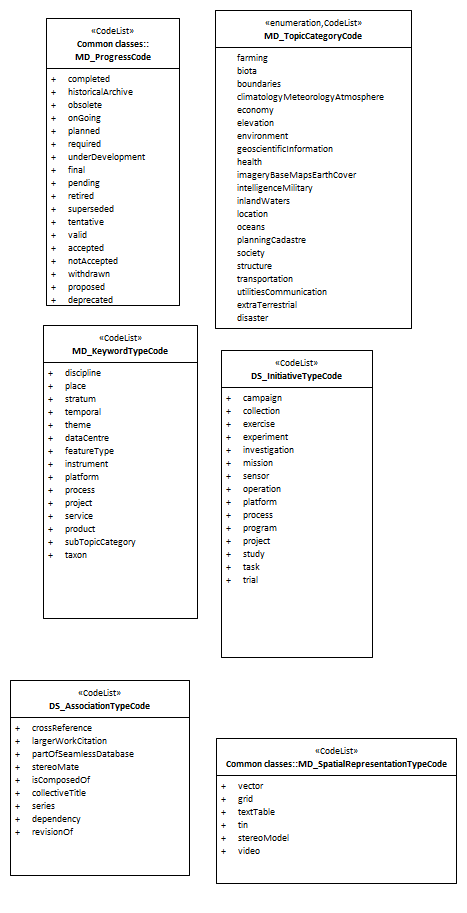 «CodeList»
Common classes::
MD_ProgressCode
+ completed
+ historicalArchive
+ obsolete
+ onGoing
+ planned
+ required
+ underDevelopment
+ final
+ pending
+ retired
+ superseded
+ tentative
+ valid
+ accepted
+ notAccepted
+ withdrawn
+ proposed
+ deprecated
«enumeration,CodeList»
MD_TopicCategoryCode
farming
biota
boundaries
climatologyMeteorologyAtmosphere
economy
elevation
environment
geoscientificInformation
health
imageryBaseMapsEarthCover
intelligenceMilitary
inlandWaters
location
oceans
planningCadastre
society
structure
transportation
utilitiesCommunication
extraTerrestrial
disaster
«CodeList»
MD_KeywordTypeCode
+ discipline
+ place
+ stratum
+ temporal
+ theme
+ dataCentre
+ featureType
+ instrument
+ platform
+ process
+ project
+ service
+ product
+ subTopicCategory
+ taxon
«CodeList»
DS_InitiativeTypeCode
+ campaign
+ collection
+ exercise
+ experiment
+ investigation
+ mission
+ sensor
+ operation
+ platform
+ process
+ program
+ project
+ study
+ task
+ trial
«CodeList»
DS_AssociationTypeCode
+ crossReference
+ largerWorkCitation
+ partOfSeamlessDatabase
+ stereoMate
+ isComposedOf
+ collectiveTitle
+ series
+ dependency
+ revisionOf
«CodeList»
Common classes::MD_SpatialRepresentationTypeCode
+ vector
+ grid
+ textTable
+ tin
+ stereoModel
+ video